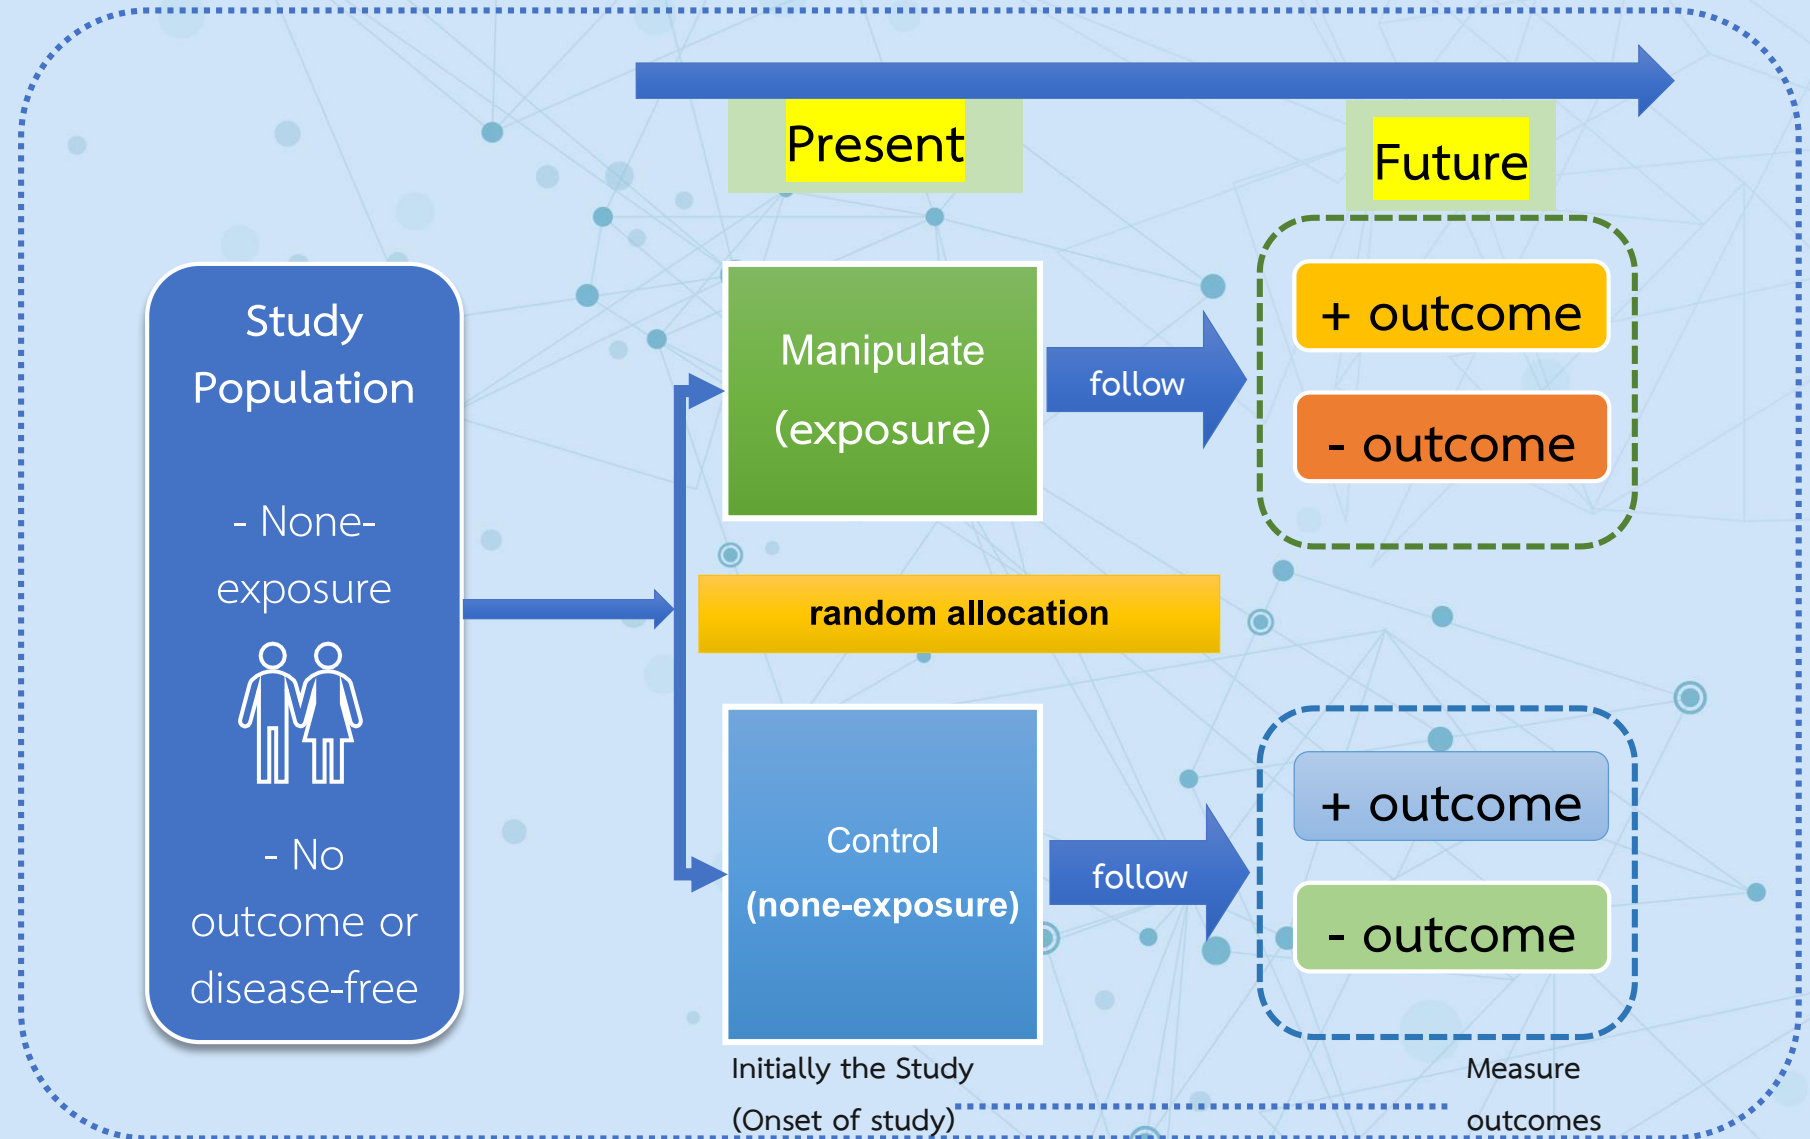 Present
Future
Study
Population
- None-
exposure
- No
outcome or
disease-free
Manipulate
(exposure)
follow
+ outcome
- outcome
random allocation
Control
(none-exposure)
follow
+ outcome
- outcome
Initially the Study
(Onset of study)
Measure
outcomes